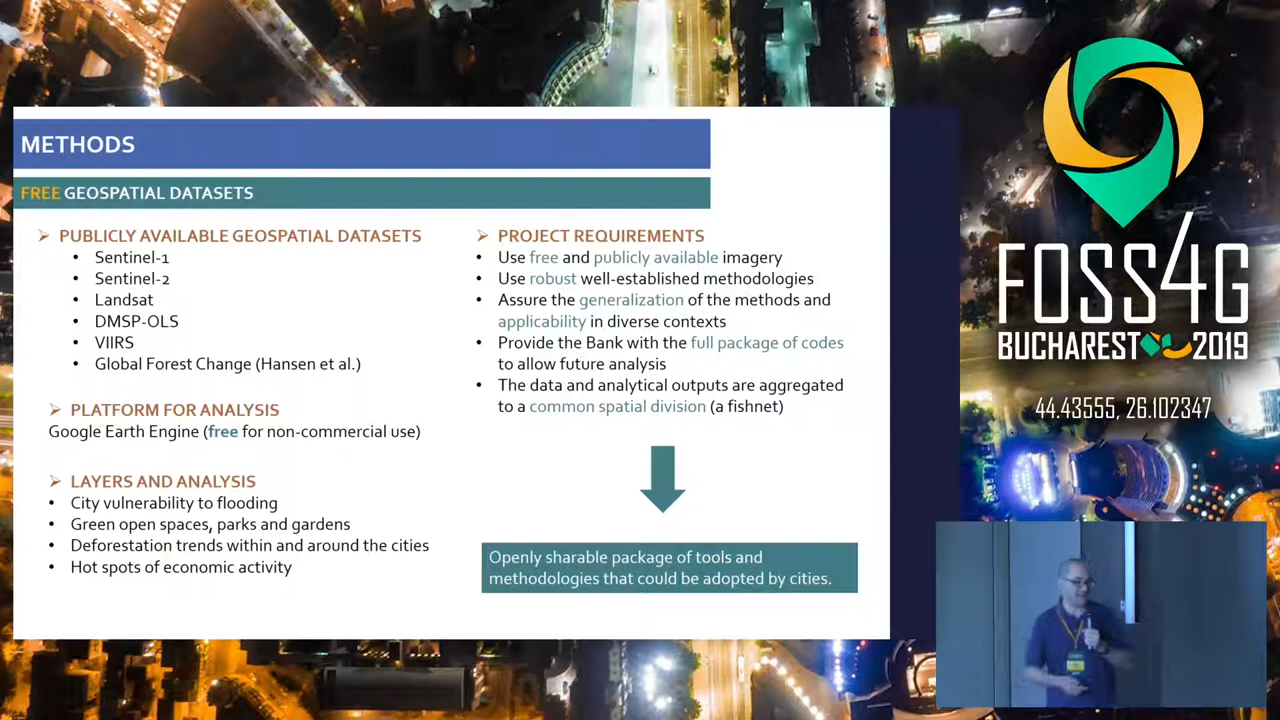 METHODS
FREE GEOSPATIAL DATASETS
➢ PUBLICLY AVAILABLE GEOSPATIAL DATASETS
• Sentinel-1
• Sentinel-2
• Landsat
• DMSP-OLS
• VIIRS
• Global Forest Change (Hansen et al.)
➢ PLATFORM FOR ANALYSIS
Google Earth Engine (free for non-commercial use)
➢ LAYERS AND ANALYSIS
• City vulnerability to flooding
• Green open spaces, parks and gardens
• Deforestation trends within and around the cities
• Hot spots of economic activity
➢ PROJECT REQUIREMENTS
• Use free and publicly available imagery
• Use robust well-established methodologies
• Assure the generalization of the methods and
applicability in diverse contexts
• Provide the Bank with the full package of codes
to allow future analysis
• The data and analytical outputs are aggregated
to a common spatial division (a fishnet)
Openly sharable package of tools and
methodologies that could be adopted by cities.
FOSS4G
BUCHAREST 2019
44.43555, 26.102347